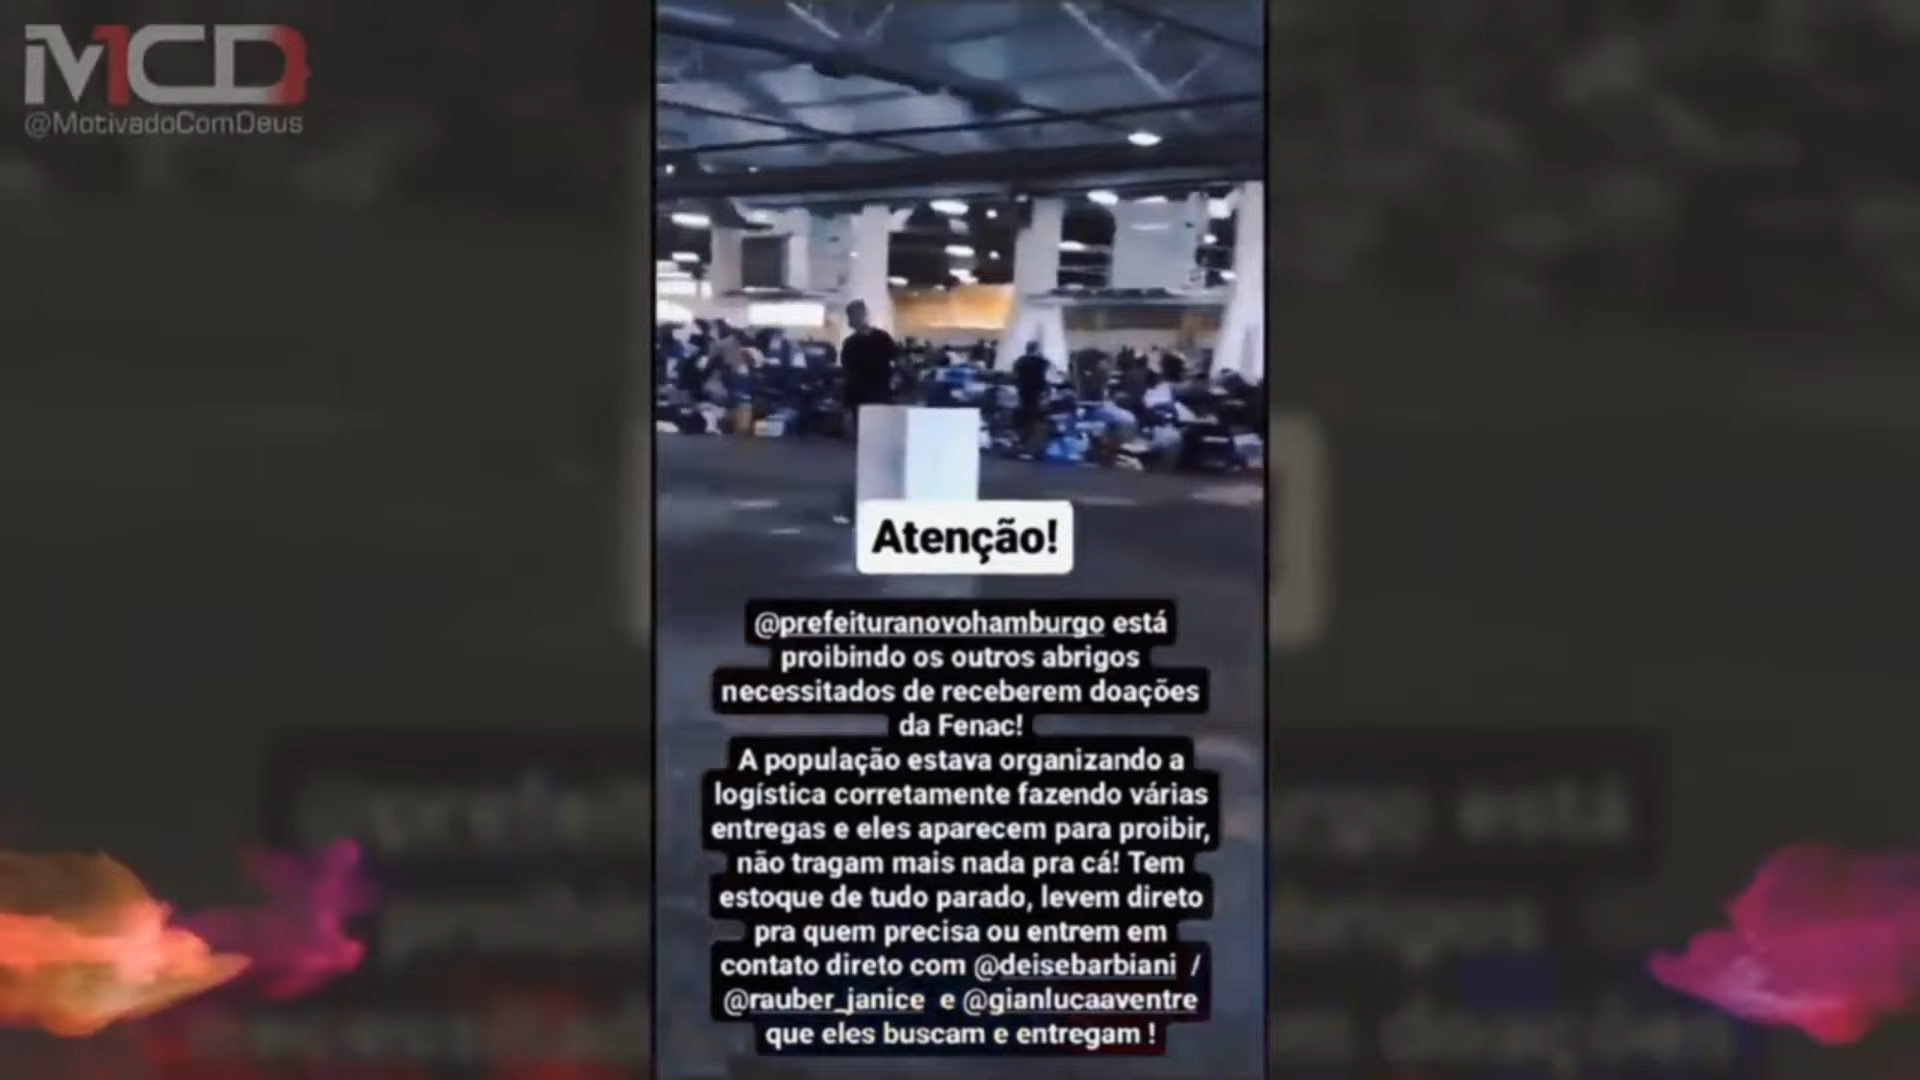 MCD
@MotivadoComDeus
Atenção!
@prefeituranovohamburgo está
proibindo os outros abrigos
necessitados de receberem doações
da Fenac!
A população estava organizando a
logística corretamente fazendo várias
entregas e eles aparecem para proibir,
não tragam mais nada pra cá! Tem
estoque de tudo parado, levem direto
pra quem precisa ou entrem em
contato direto com @deisebarbiani /
@rauber_janice e @gianlucaaventre
que eles buscam e entregam !